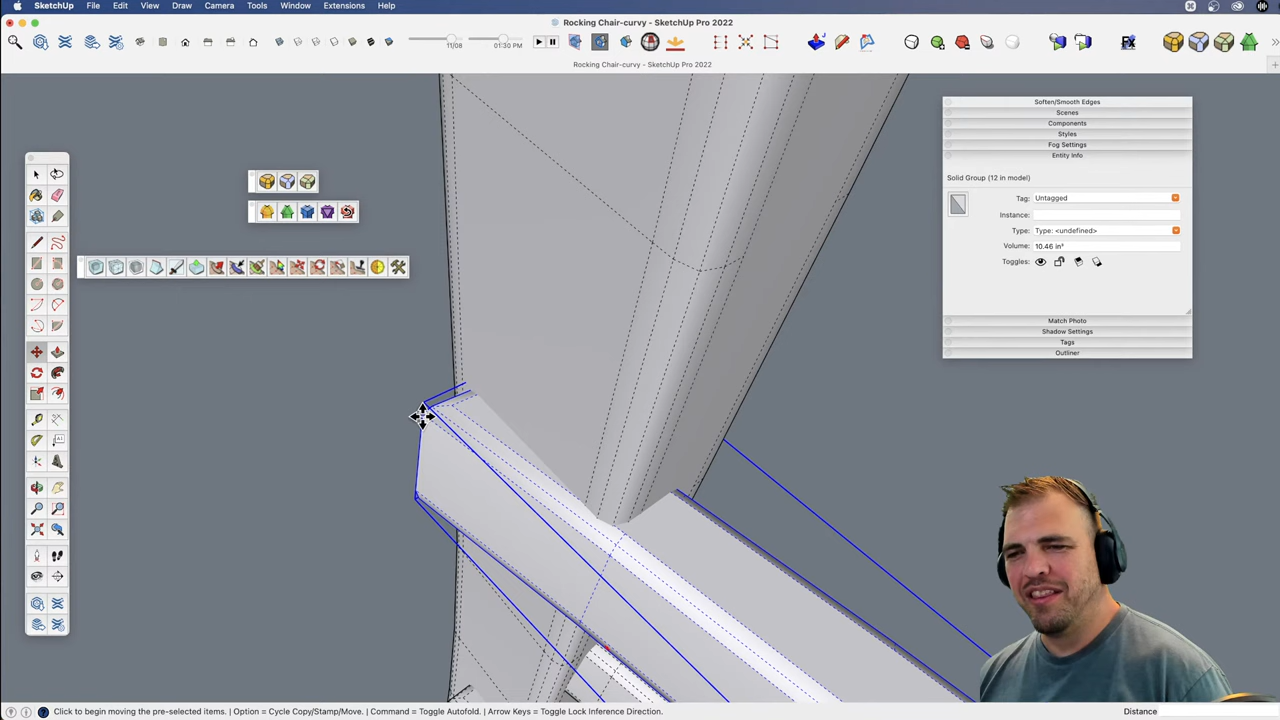 SketchUp File Edit View Draw Camera Tools Window Extensions Help
Rocking Chair-curvy - SketchUp Pro 2022
11/08 01:30 PM
Rocking Chair-curvy - SketchUp Pro 2022
Soften/Smooth Edges
Scenes
Components
Styles
Fog Settings
Entity Info
Solid Group (12 in model)
Tag: Untagged
Instance:
Type: Type: <undefined>
Volume: 10.46 in³
Toggles:
Match Photo
Shadow Settings
Tags
Outliner
Click to begin moving the pre-selected items. | Option = Cycle Copy/Stamp/Move. | Command = Toggle Autofold. | Arrow Keys = Toggle Lock Inference Direction. Distance